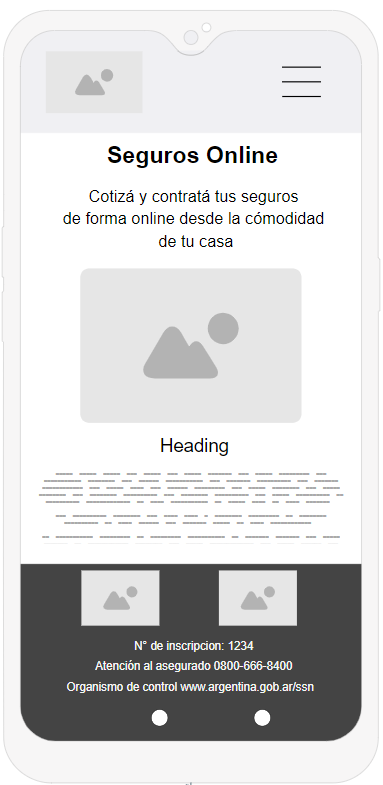 Seguros Online
Cotizá y contratá tus seguros
de forma online desde la cómodidad
de tu casa
Heading
N° de inscripcion: 1234
Atención al asegurado 0800-666-8400
Organismo de control www.argentina.gob.ar/ssn